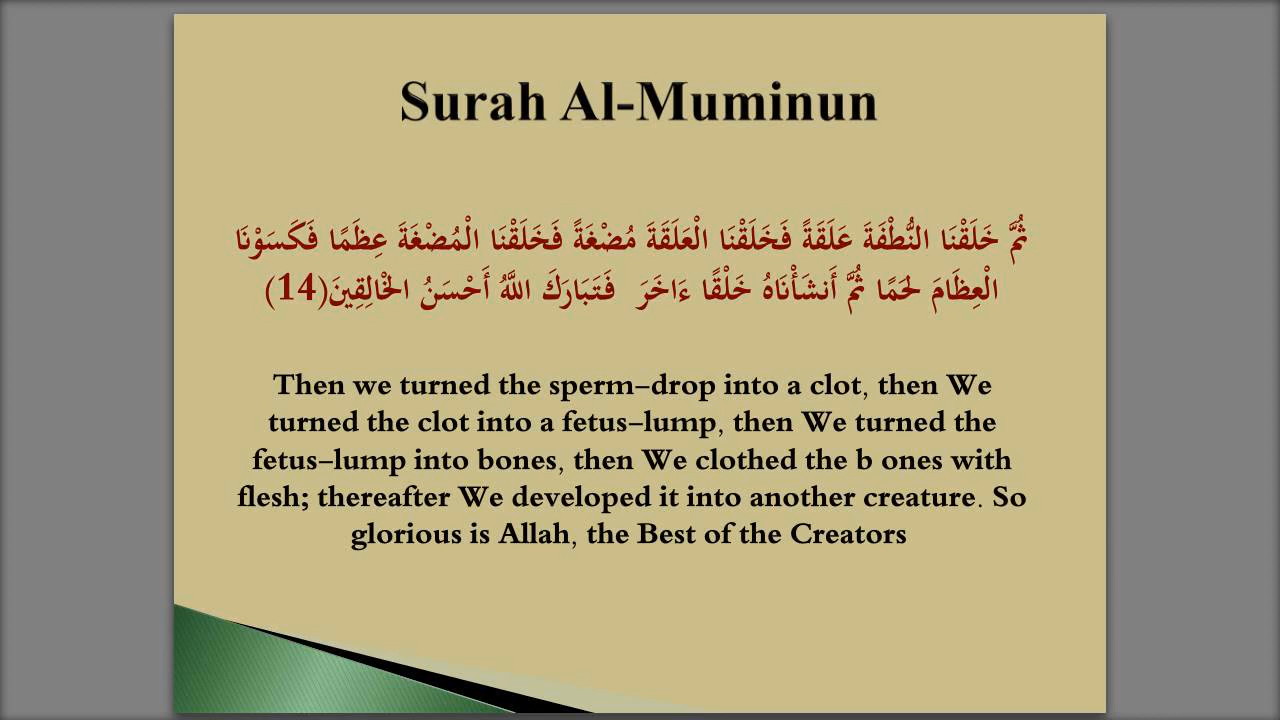 Surah Al-Muminun
ثُمَّ خَلَقْنَا النُّطْفَةَ عَلَقَةً فَخَلَقْنَا الْعَلَقَةَ مُضْغَةً فَخَلَقْنَا الْمُضْغَةَ عِظَمًا فَكَسَوْنَا
الْعِظَامَ لَحْمًا ثُمَّ أَنشَأْنَاهُ خَلْقًا ءَاخَرَ فَتَبَارَكَ اللَّهُ أَحْسَنُ الْخَالِقِينَ(14)
Then we turned the sperm-drop into a clot, then We
turned the clot into a fetus-lump, then We turned the
fetus-lump into bones, then We clothed the b ones with
flesh; thereafter We developed it into another creature. So
glorious is Allah, the Best of the Creators